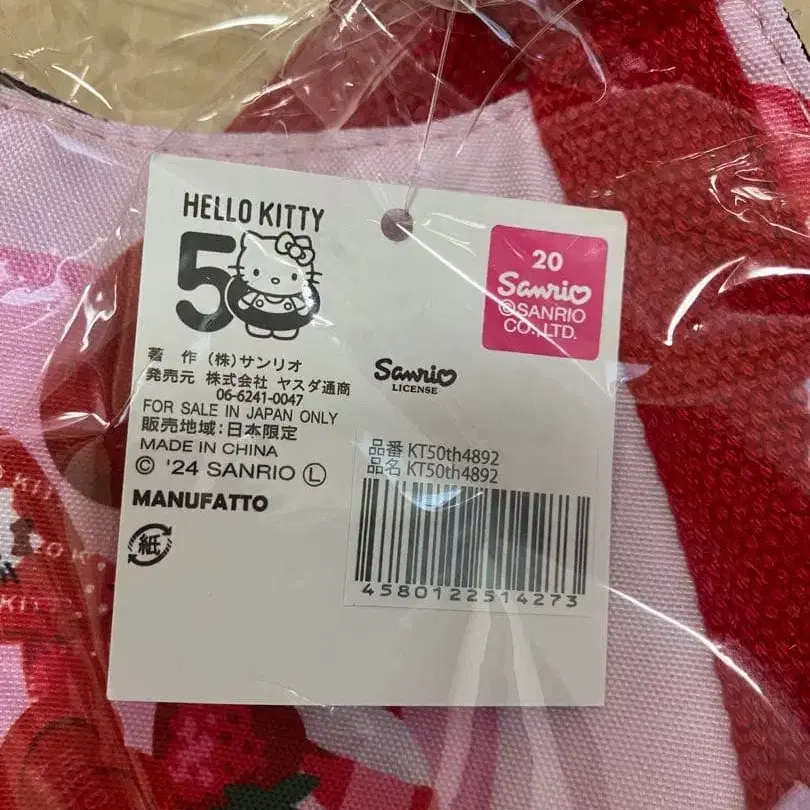 HELLO KITTY
50
著 作 (株)サンリオ
発売元 株式会社 ヤスダ通商
06-6241-0047
FOR SALE IN JAPAN ONLY
販売地域:日本限定
MADE IN CHINA
© '24 SANRIO Ⓛ
MANUFATTO
紙
20
Sanrio
©SANRIO
CO.,LTD.
Sanrio
LICENSE
品番 KT50th4892
品名 KT50th4892
4580122514273